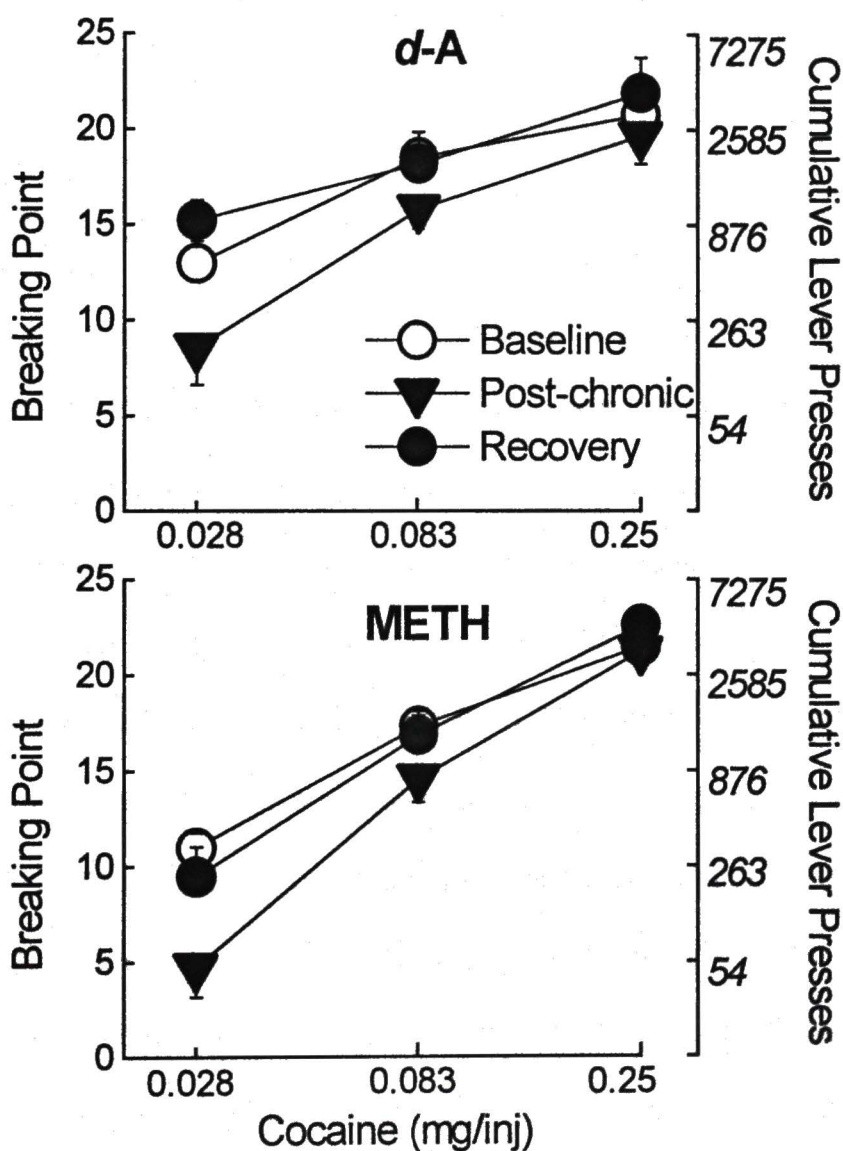 d-A
Breaking Point
25
20
15
10
5
0
7275
2585
876
263
54
Cumulative Lever Presses
Baseline
Post-chronic
Recovery
0.028
0.083
0.25
METH
Breaking Point
25
20
15
10
5
0
7275
2585
876
263
54
Cumulative Lever Presses
0.028
0.083
0.25
Cocaine (mg/inj)